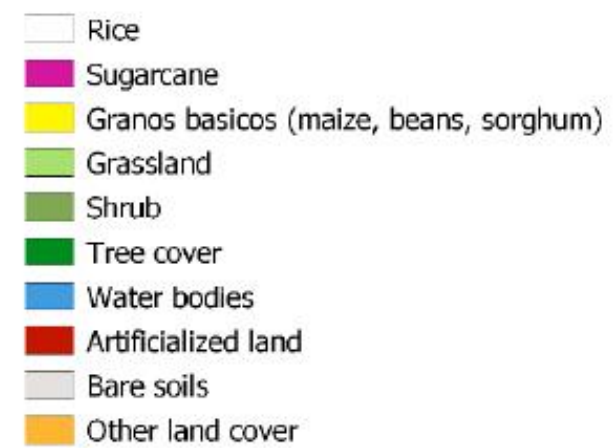 Rice
Sugarcane
Granos basicos (maize, beans, sorghum)
Grassland
Shrub
Tree cover
Water bodies
Artificialized land
Bare soils
Other land cover